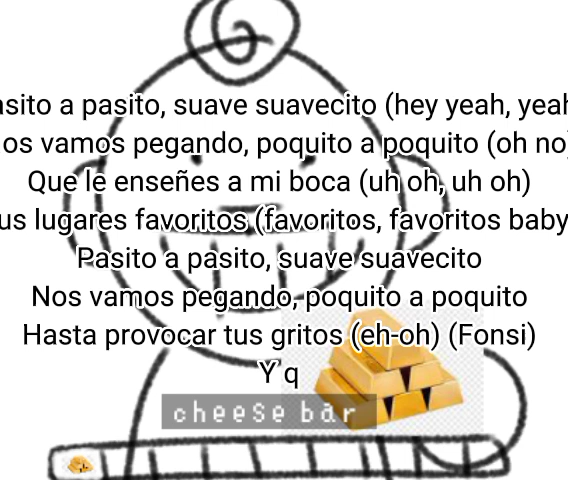 asito a pasito, suave suavecito (hey yeah, yeah
os vamos pegando, poquito a poquito (oh no)
Que le enseñes a mi boca (uh oh, uh oh)
us lugares favoritos (favoritos, favoritos baby
Pasito a pasito, suave suavecito
Nos vamos pegando, poquito a poquito
Hasta provocar tus gritos (eh-oh) (Fonsi)
Y q
cheese bar